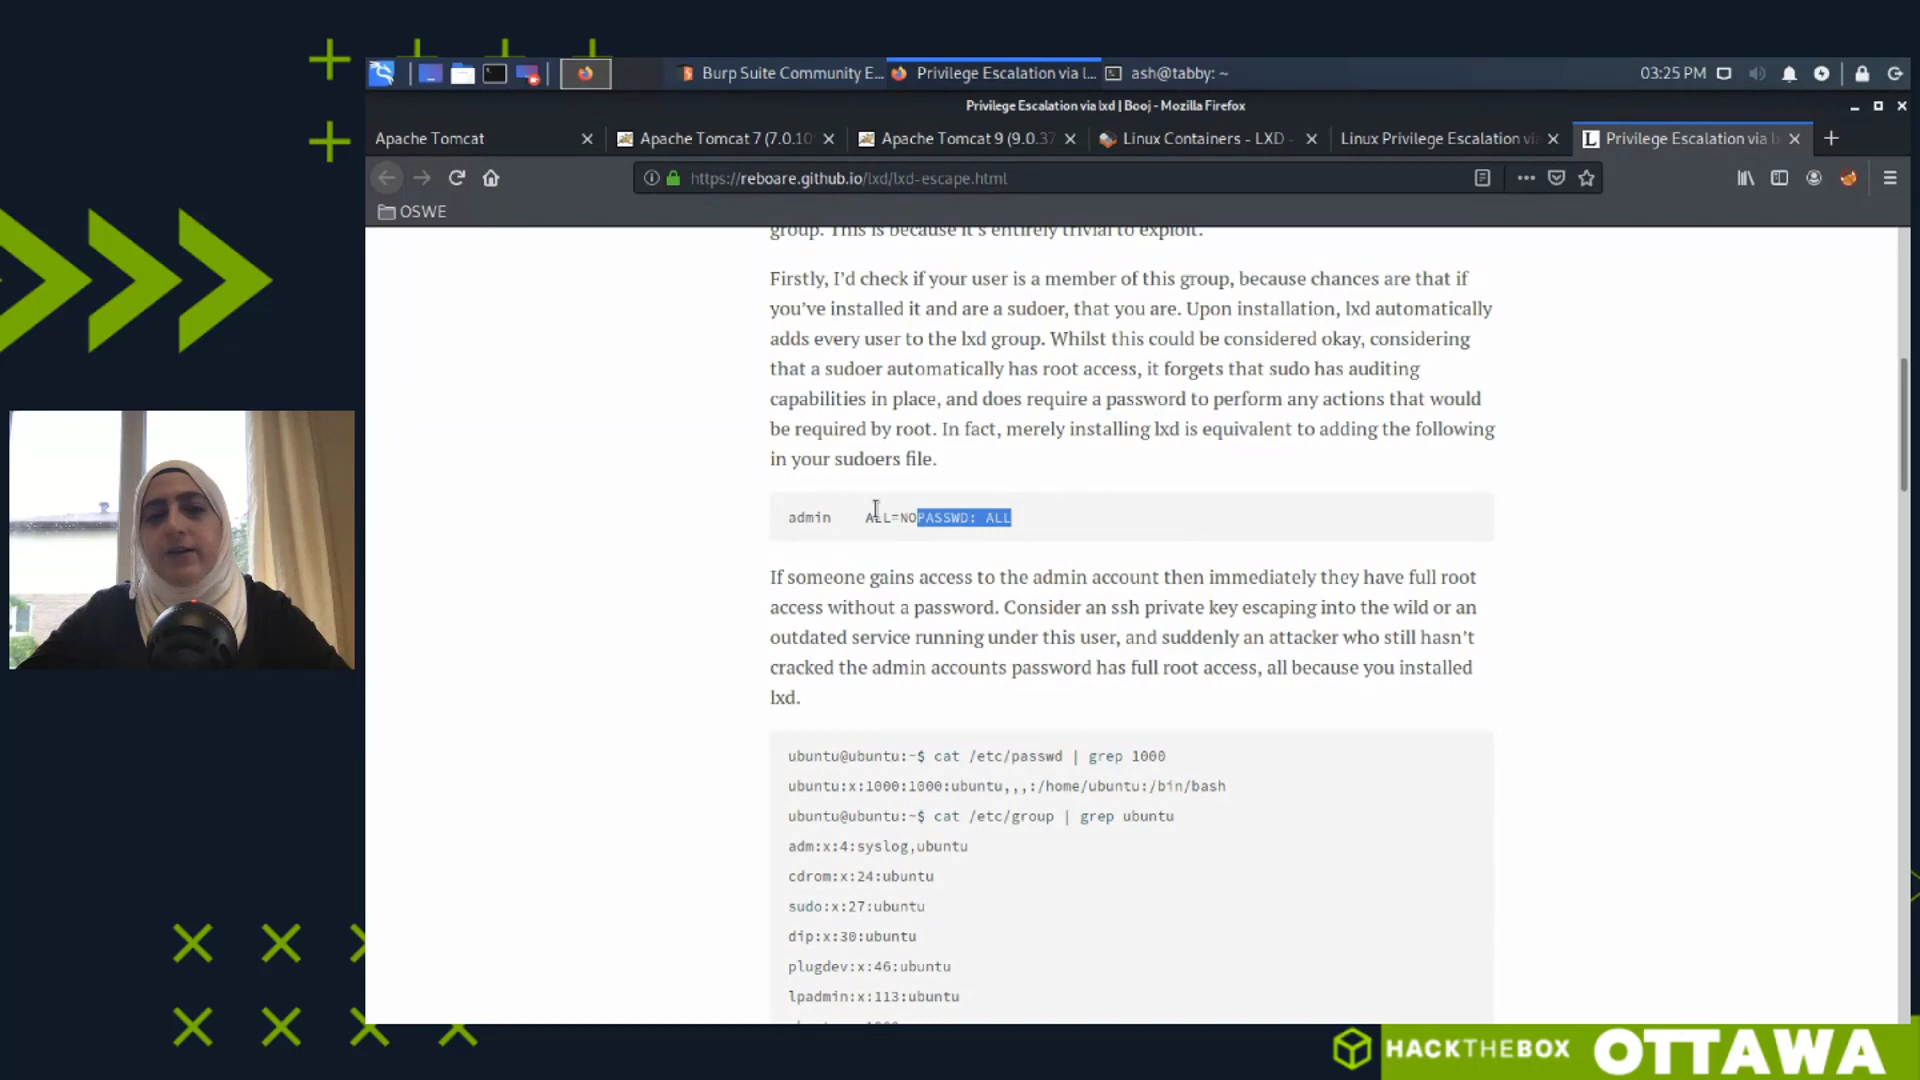 Burp Suite Community E...
Privilege Escalation via l...
ash@tabby: ~
03:25 PM
Privilege Escalation via lxd | Booj - Mozilla Firefox
Apache Tomcat
Apache Tomcat 7 (7.0.10
Apache Tomcat 9 (9.0.37
Linux Containers - LXD -
Linux Privilege Escalation via
Privilege Escalation via l
https://reboare.github.io/lxd/lxd-escape.html
OSWE
group. This is because it's entirely trivial to exploit.
Firstly, I'd check if your user is a member of this group, because chances are that if
you've installed it and are a sudoer, that you are. Upon installation, lxd automatically
adds every user to the lxd group. Whilst this could be considered okay, considering
that a sudoer automatically has root access, it forgets that sudo has auditing
capabilities in place, and does require a password to perform any actions that would
be required by root. In fact, merely installing lxd is equivalent to adding the following
in your sudoers file.
admin    ALL=NOPASSWD: ALL
If someone gains access to the admin account then immediately they have full root
access without a password. Consider an ssh private key escaping into the wild or an
outdated service running under this user, and suddenly an attacker who still hasn't
cracked the admin accounts password has full root access, all because you installed
lxd.
ubuntu@ubuntu:~$ cat /etc/passwd | grep 1000
ubuntu:x:1000:1000:ubuntu,,,:/home/ubuntu:/bin/bash
ubuntu@ubuntu:~$ cat /etc/group | grep ubuntu
adm:x:4:syslog,ubuntu
cdrom:x:24:ubuntu
sudo:x:27:ubuntu
dip:x:30:ubuntu
plugdev:x:46:ubuntu
lpadmin:x:113:ubuntu
HACKTHEBOX OTTAWA